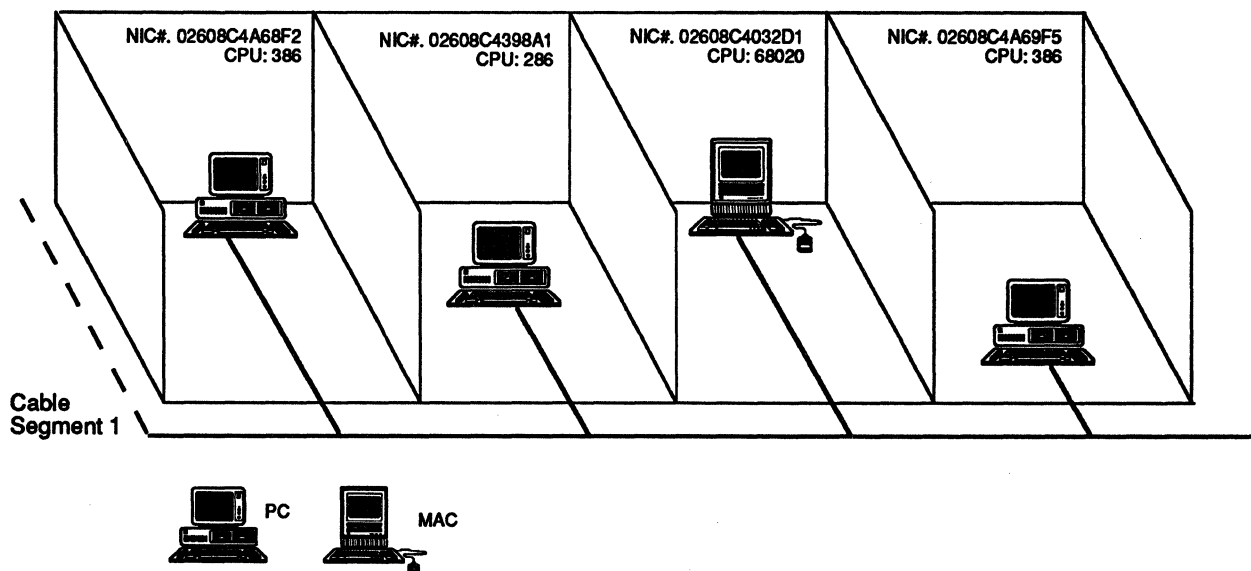 NIC#. 02608C4A68F2
CPU: 386
NIC#. 02608C4398A1
CPU: 286
NIC#. 02608C4032D1
CPU: 68020
NIC#. 02608C4A69F5
CPU: 386
Cable
Segment 1
PC
MAC